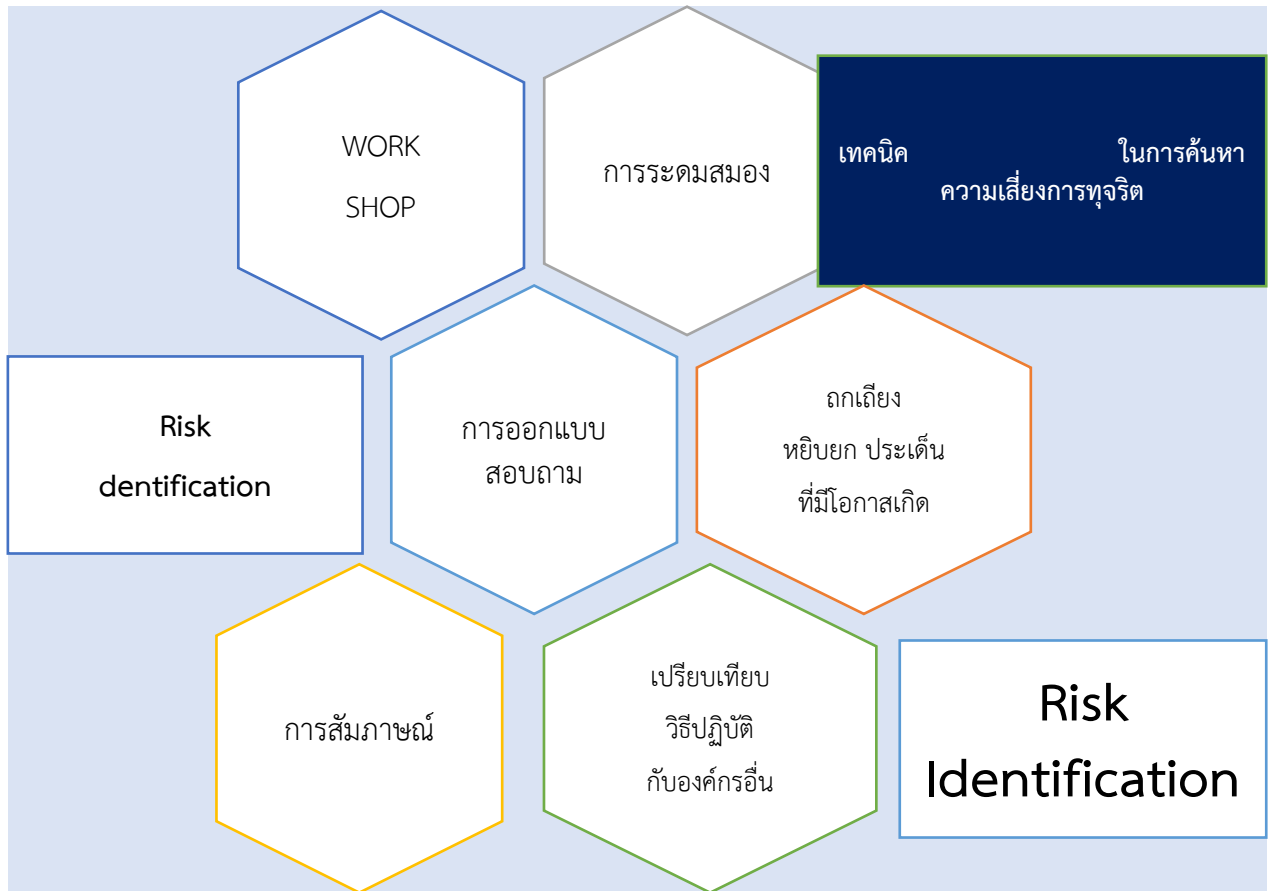 WORK
SHOP
การระดมสมอง
เทคนิค ในการค้นหา
ความเสี่ยงการทุจริต
Risk
dentification
การออกแบบ
สอบถาม
ถกเถียง
หยิบยก ประเด็น
ที่มีโอกาสเกิด
การสัมภาษณ์
เปรียบเทียบ
วิธีปฏิบัติ
กับองค์กรอื่น
Risk
Identification